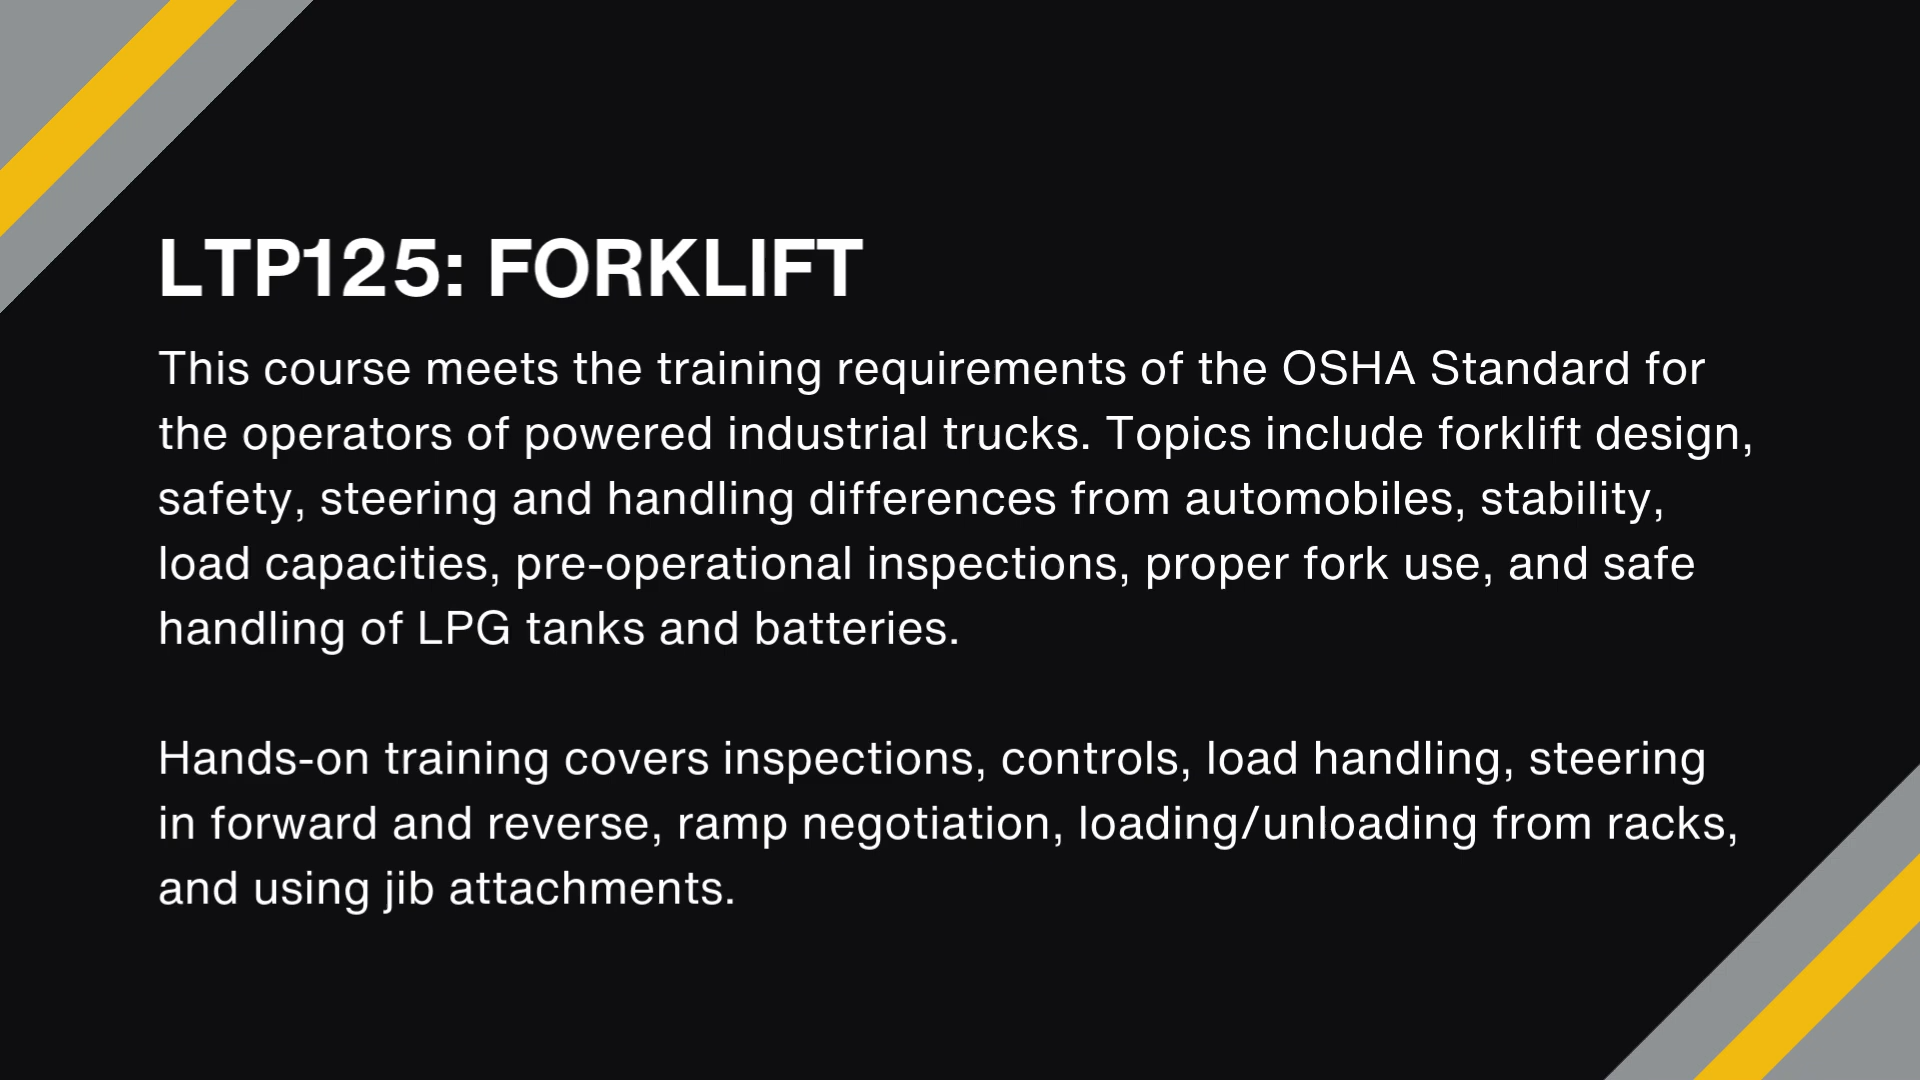 LTP125: FORKLIFT
This course meets the training requirements of the OSHA Standard for
the operators of powered industrial trucks. Topics include forklift design,
safety, steering and handling differences from automobiles, stability,
load capacities, pre-operational inspections, proper fork use, and safe
handling of LPG tanks and batteries.
Hands-on training covers inspections, controls, load handling, steering
in forward and reverse, ramp negotiation, loading/unloading from racks,
and using jib attachments.